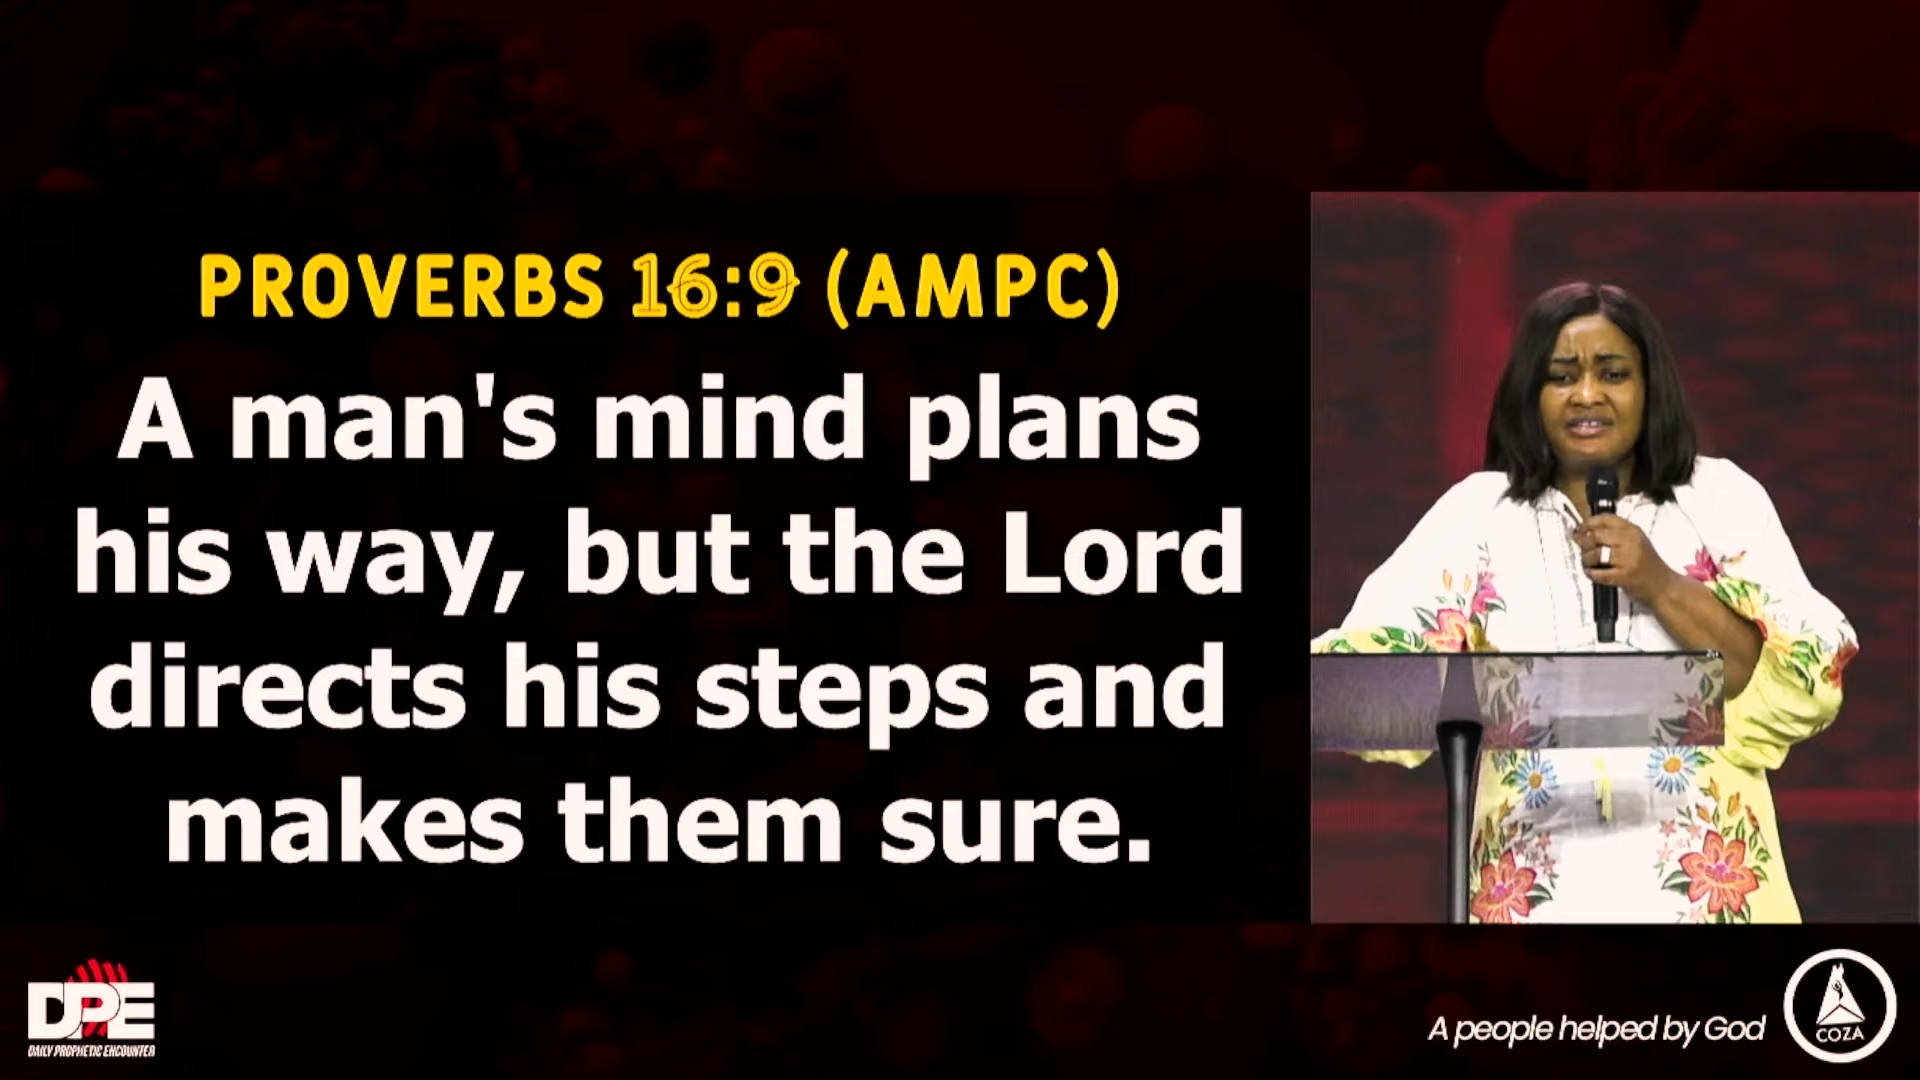 PROVERBS 16:9 (AMPC)
A man's mind plans
his way, but the Lord
directs his steps and
makes them sure.
DPE
DAILY PROPHETIC ENCOUNTER
A people helped by God
COZA